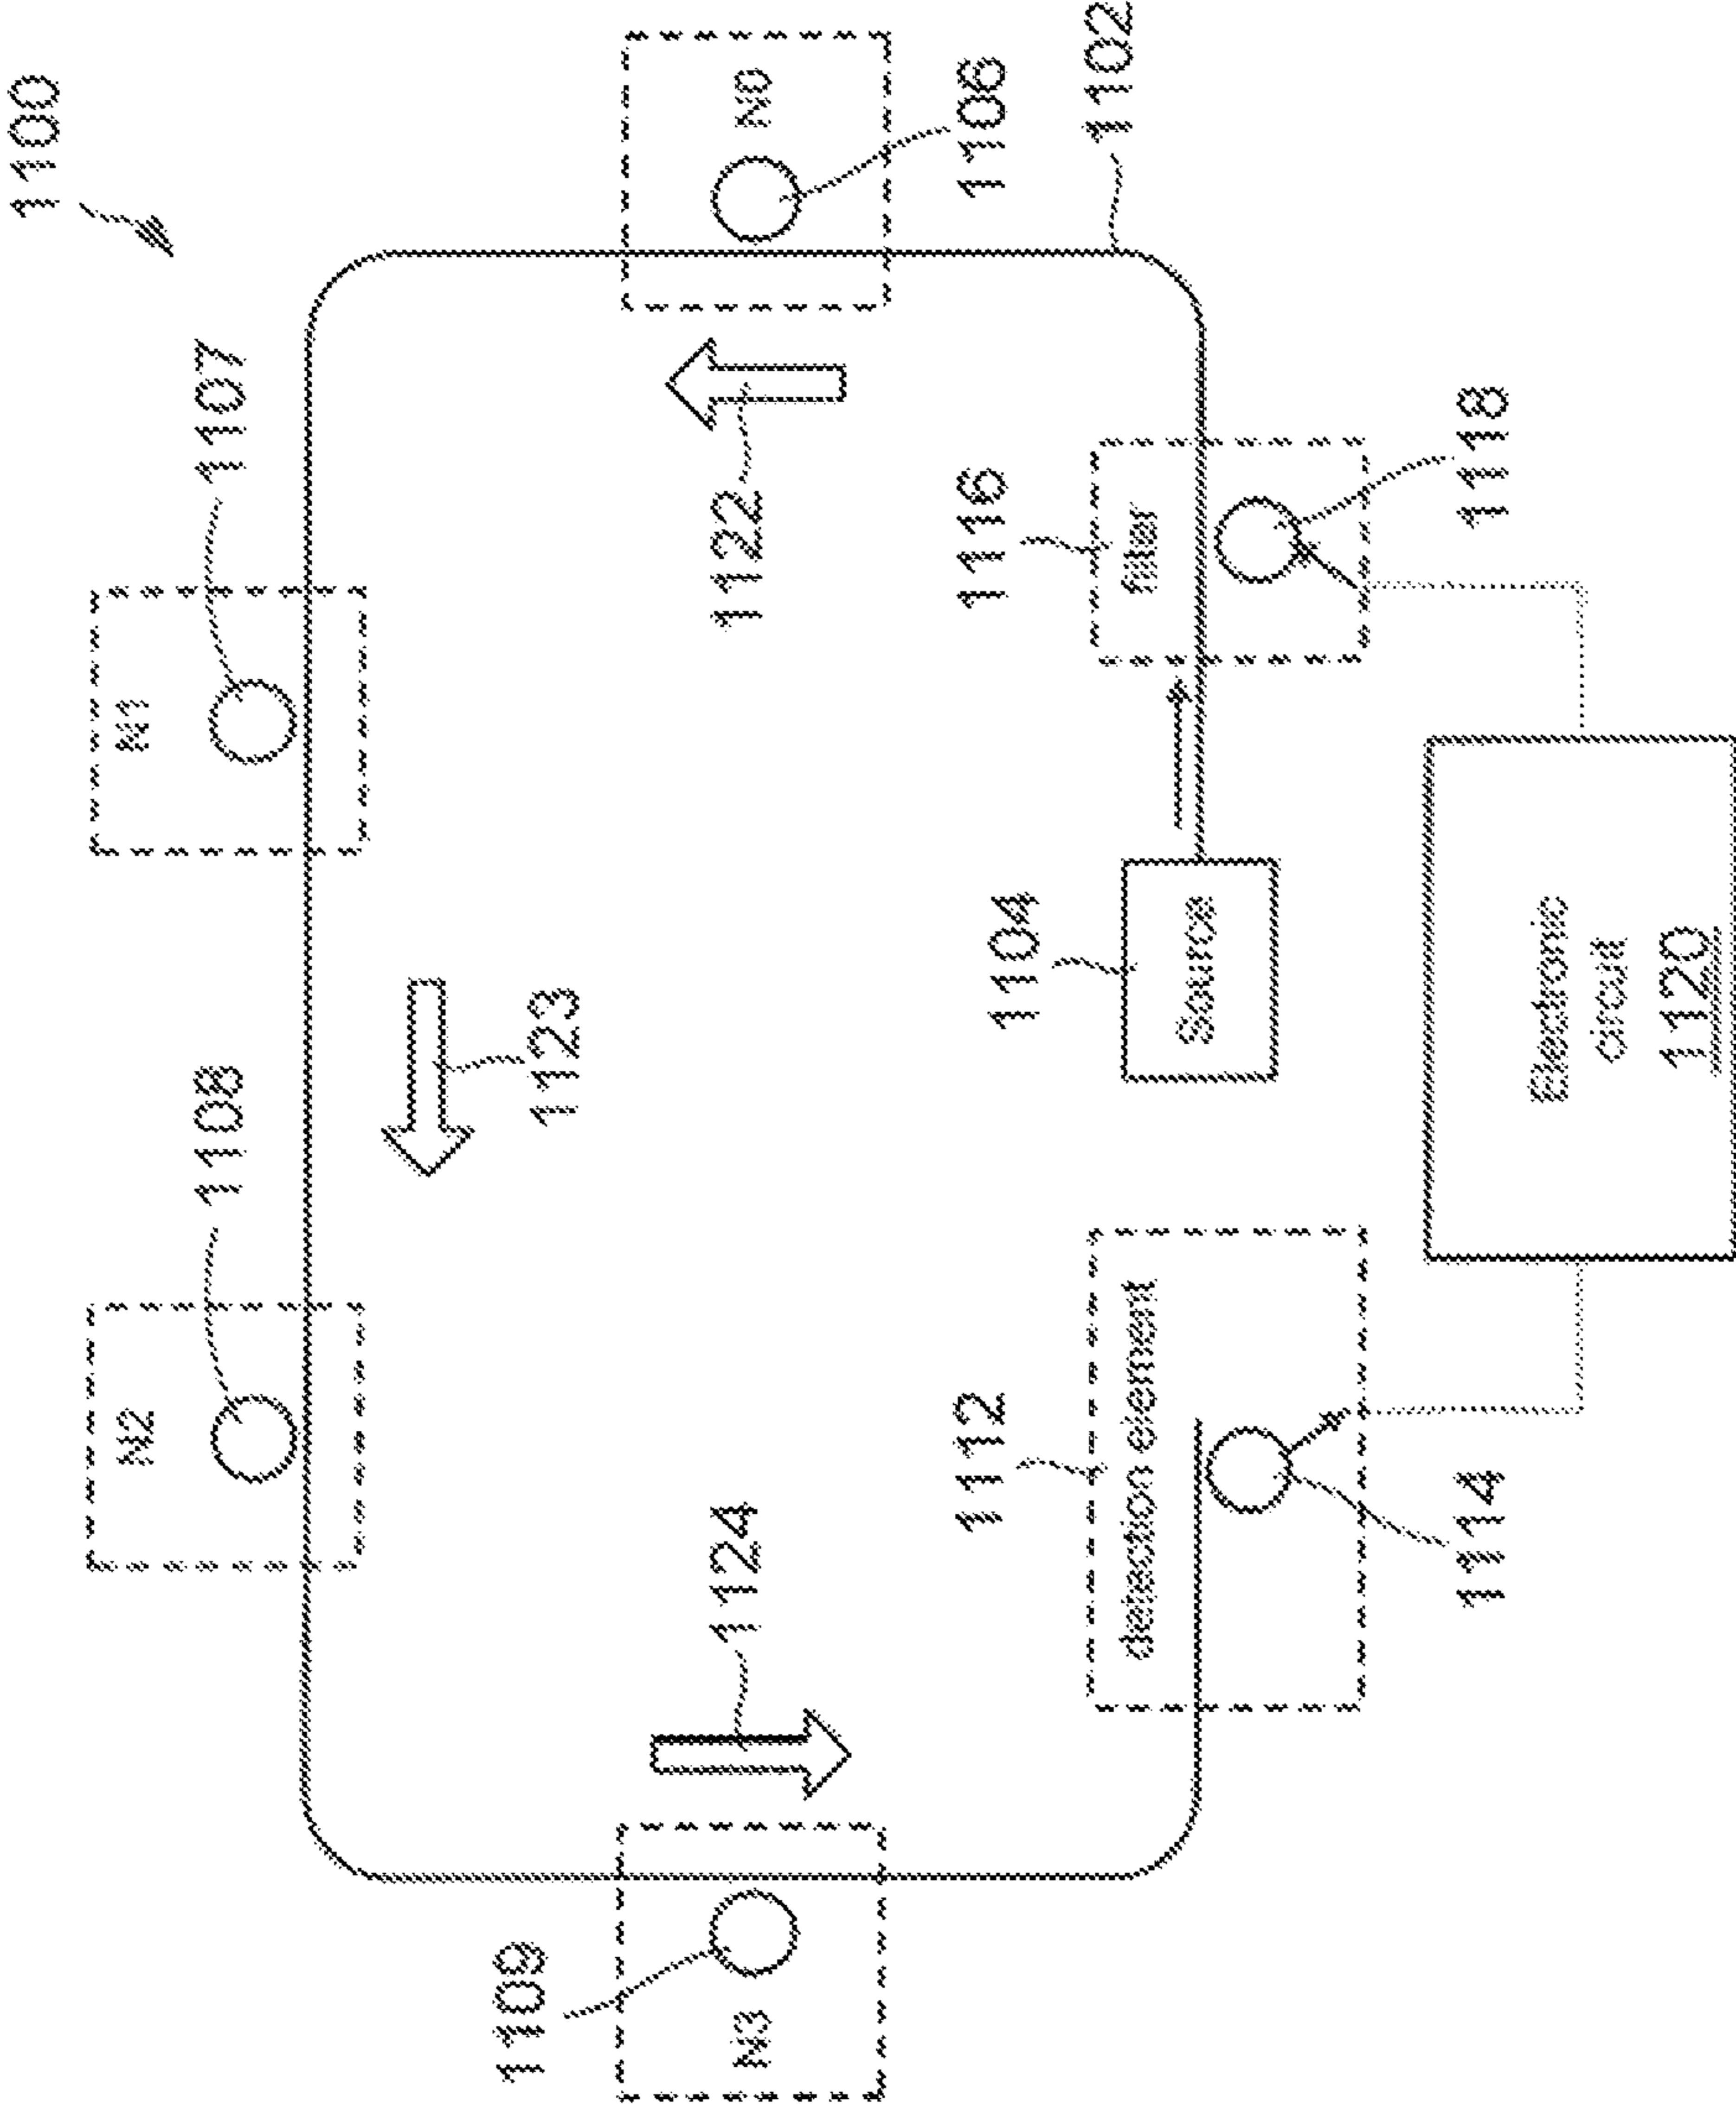 1100
N0
1106
1102
1107
N1
1122
1116
filter
1118
1123
1104
Source
Electronic
circuit
1120
1108
N2
1124
1112
detection element
1114
1109
N3